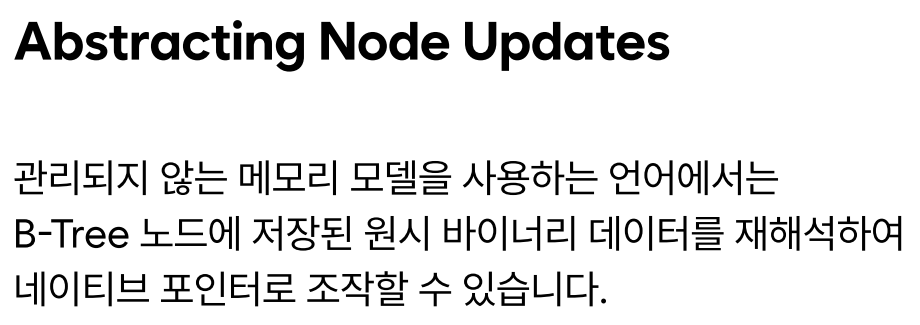 Abstracting Node Updates
관리되지 않는 메모리 모델을 사용하는 언어에서는
B-Tree 노드에 저장된 원시 바이너리 데이터를 재해석하여
네이티브 포인터로 조작할 수 있습니다.